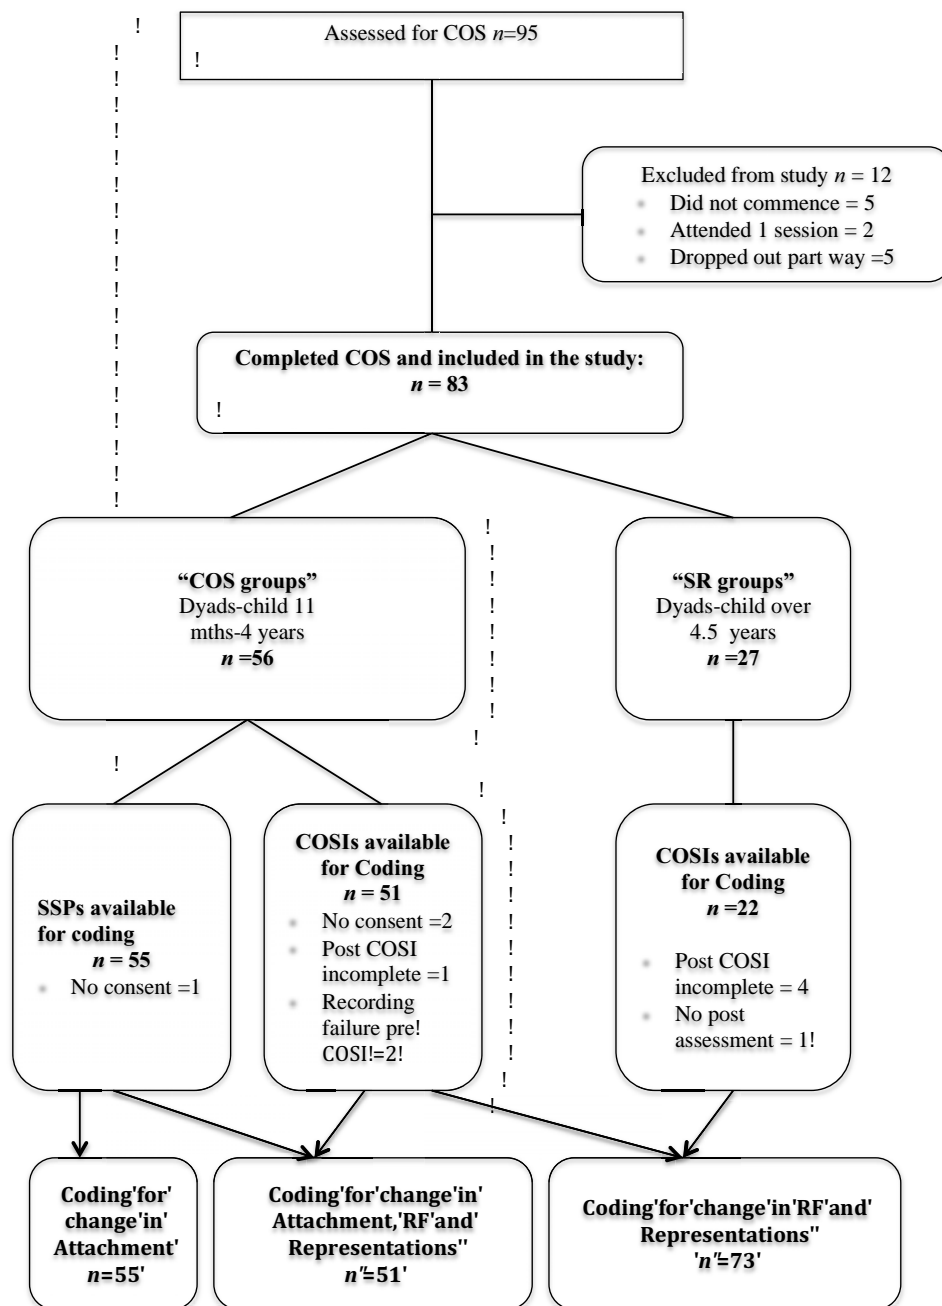 Assessed for COS n=95
!
Excluded from study n = 12
• Did not commence = 5
• Attended 1 session = 2
• Dropped out part way =5
Completed COS and included in the study:
n = 83
!
“COS groups”
Dyads-child 11
mths-4 years
n =56
“SR groups”
Dyads-child over
4.5 years
n =27
SSPs available
for coding
n = 55
• No consent =1
COSIs available
for Coding
n = 51
• No consent =2
• Post COSI
incomplete =1
• Recording
failure pre!
COSI!=2!
COSIs available
for Coding
n =22
• Post COSI
incomplete = 4
• No post
assessment = 1!
Coding'for'
change'in'
Attachment'
n=55'
Coding'for'change'in'
Attachment,'RF'and'
Representations''
n'=51'
Coding'for'change'in'RF'and'
Representations''
'n'=73'